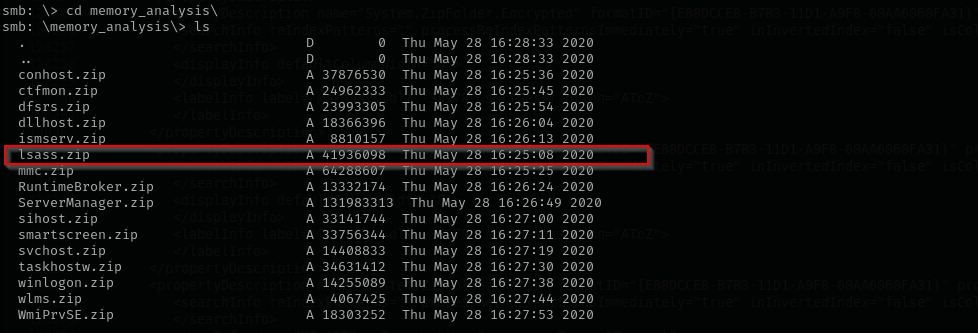 smb: \> cd memory_analysis\
smb: \memory_analysis\> ls
. D 0 Thu May 28 16:28:33 2020
.. D 0 Thu May 28 16:28:33 2020
conhost.zip A 37876530 Thu May 28 16:25:36 2020
ctfmon.zip A 24962333 Thu May 28 16:25:45 2020
dfsrs.zip A 23993305 Thu May 28 16:25:54 2020
dllhost.zip A 18366396 Thu May 28 16:26:04 2020
ismserv.zip A 8810157 Thu May 28 16:26:13 2020
lsass.zip A 41936098 Thu May 28 16:25:08 2020
mmc.zip A 64288607 Thu May 28 16:25:25 2020
RuntimeBroker.zip A 13332174 Thu May 28 16:26:24 2020
ServerManager.zip A 131983313 Thu May 28 16:26:49 2020
sihost.zip A 33141744 Thu May 28 16:27:00 2020
smartscreen.zip A 33756344 Thu May 28 16:27:11 2020
svchost.zip A 14408833 Thu May 28 16:27:19 2020
taskhostw.zip A 34631412 Thu May 28 16:27:30 2020
winlogon.zip A 14255089 Thu May 28 16:27:38 2020
wlms.zip A 4067425 Thu May 28 16:27:44 2020
WmiPrvSE.zip A 18303252 Thu May 28 16:27:53 2020